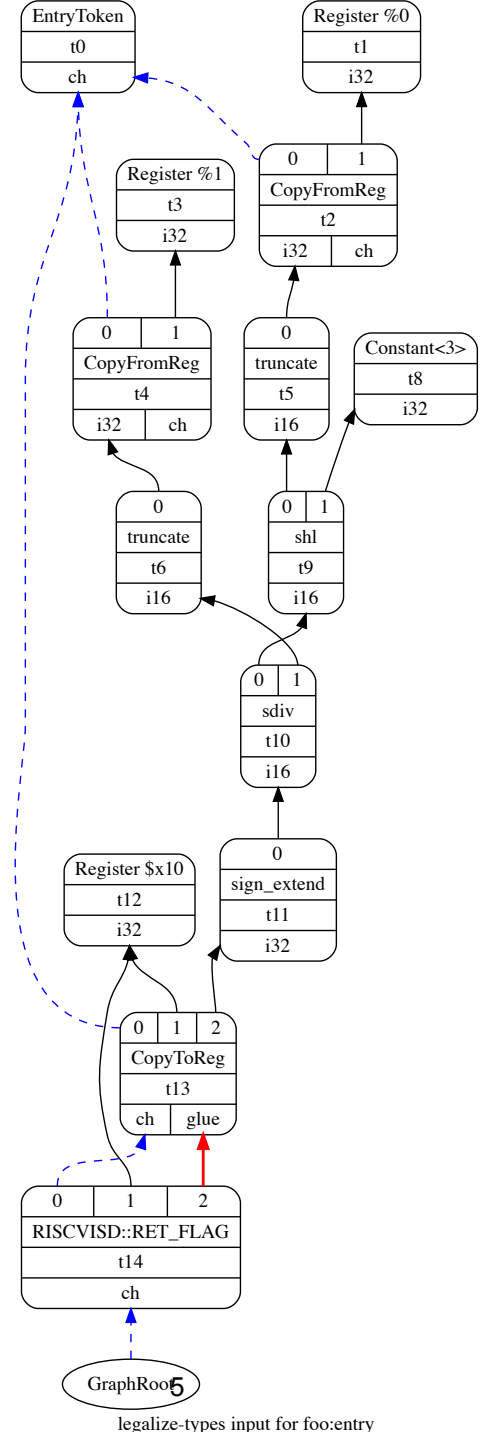 EntryToken
t0
ch
Register %0
t1
i32
0 1
CopyFromReg
t2
i32 ch
Register %1
t3
i32
0 1
CopyFromReg
t4
i32 ch
0
truncate
t5
i16
Constant<3>
t8
i32
0
truncate
t6
i16
0 1
shl
t9
i16
0 1
sdiv
t10
i16
0
sign_extend
t11
i32
Register $x10
t12
i32
0 1 2
CopyToReg
t13
ch glue
0 1 2
RISCVISD::RET_FLAG
t14
ch
GraphRoot
5
legalize-types input for foo:entry